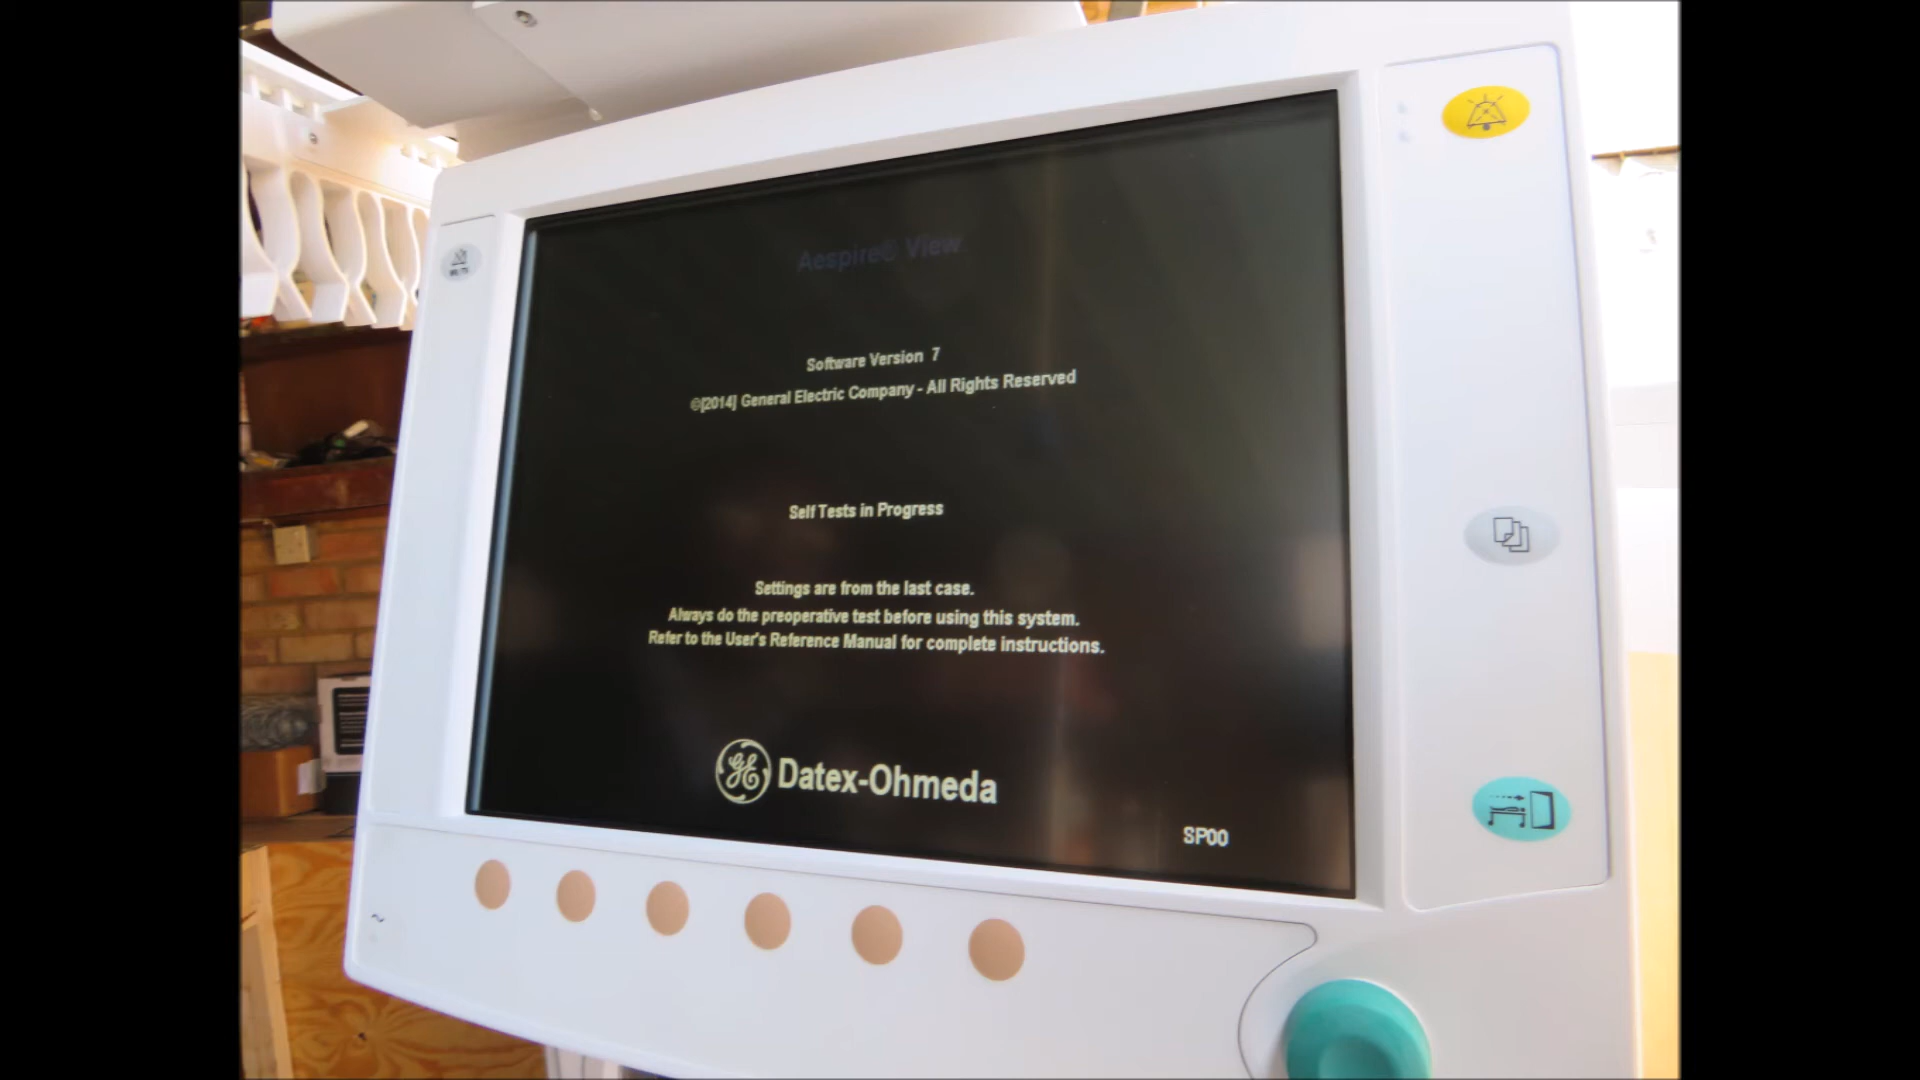 Aespire® View
Software Version 7
©[2014] General Electric Company - All Rights Reserved
Self Tests in Progress
Settings are from the last case.
Always do the preoperative test before using this system.
Refer to the User's Reference Manual for complete instructions.
GE Datex-Ohmeda
SP00